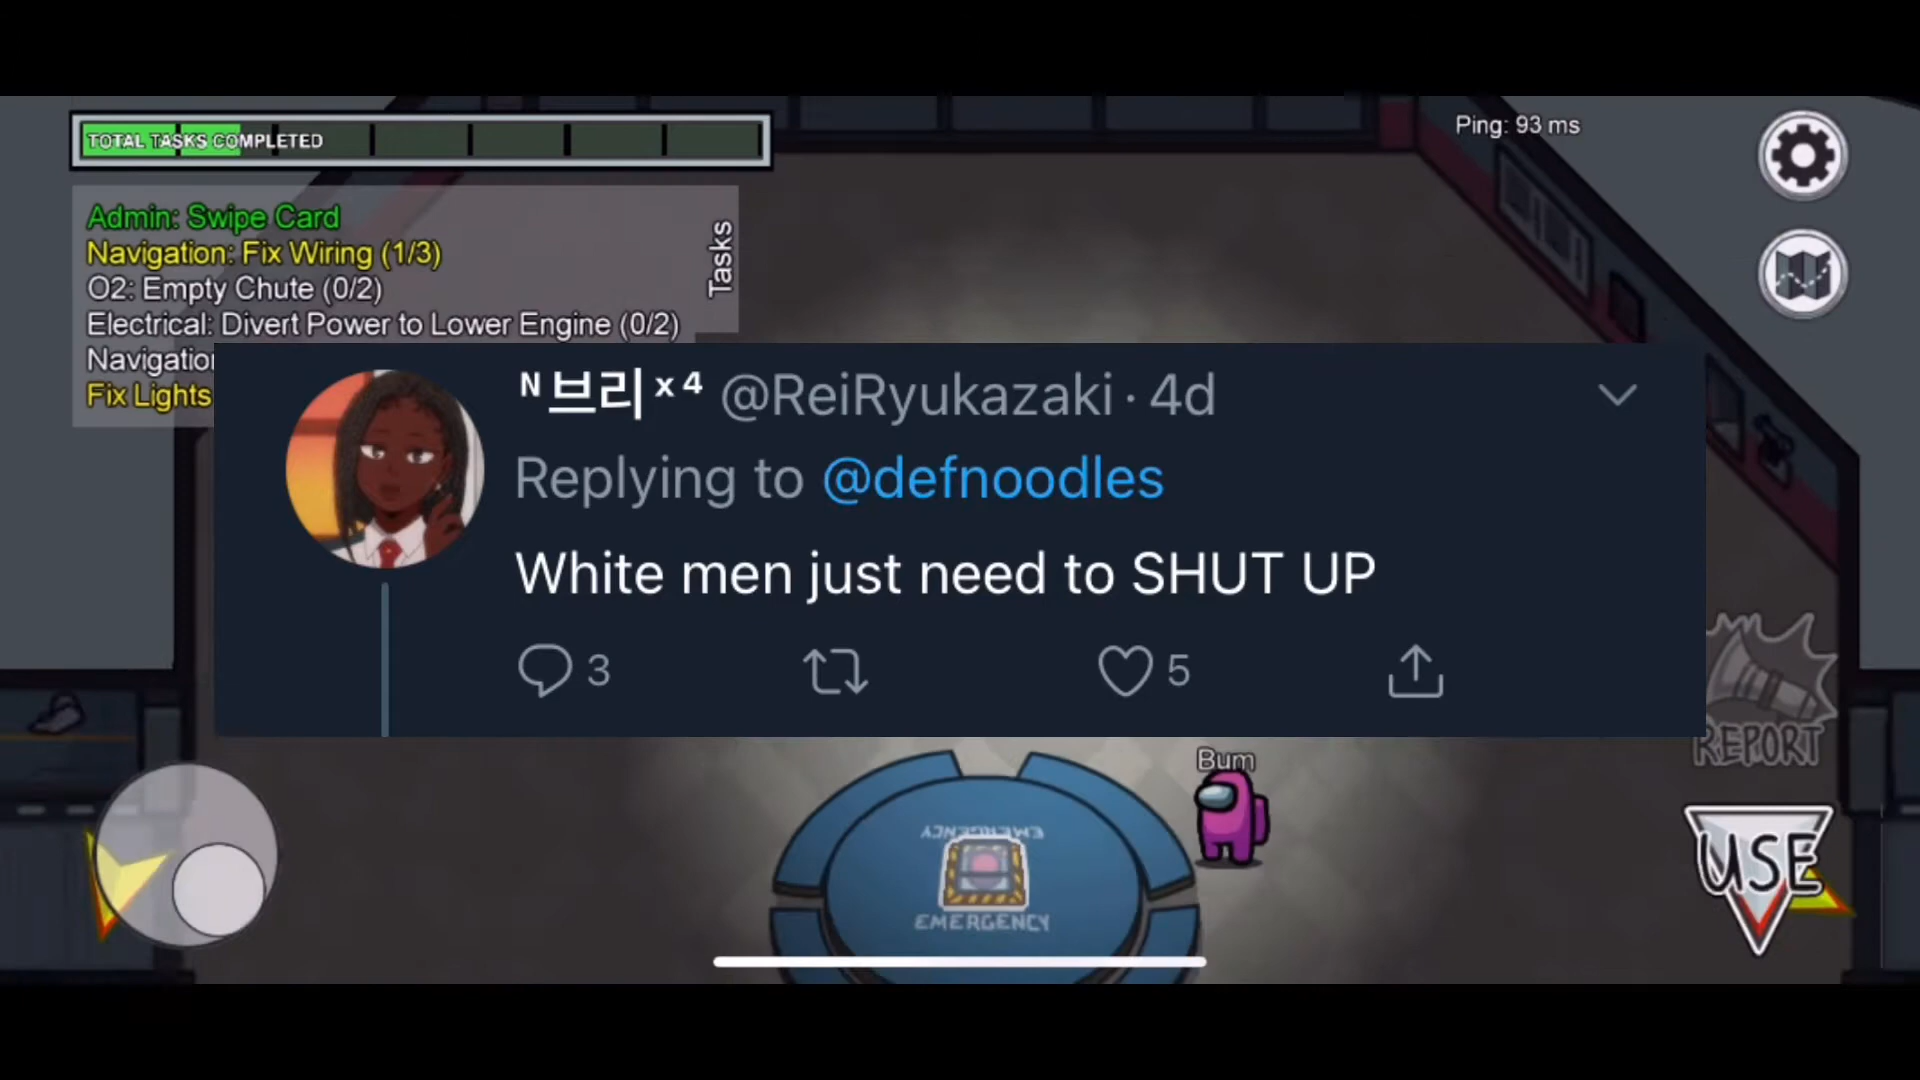 TOTAL TASKS COMPLETED
Ping: 93 ms
Admin: Swipe Card
Navigation: Fix Wiring (1/3)
O2: Empty Chute (0/2)
Electrical: Divert Power to Lower Engine (0/2)
Navigation
Fix Lights
Tasks
ᴺ브리ˣ⁴ @ReiRyukazaki · 4d
Replying to @defnoodles
White men just need to SHUT UP
3
5
REPORT
Bum
EMERGENCY
EMERGENCY
USE